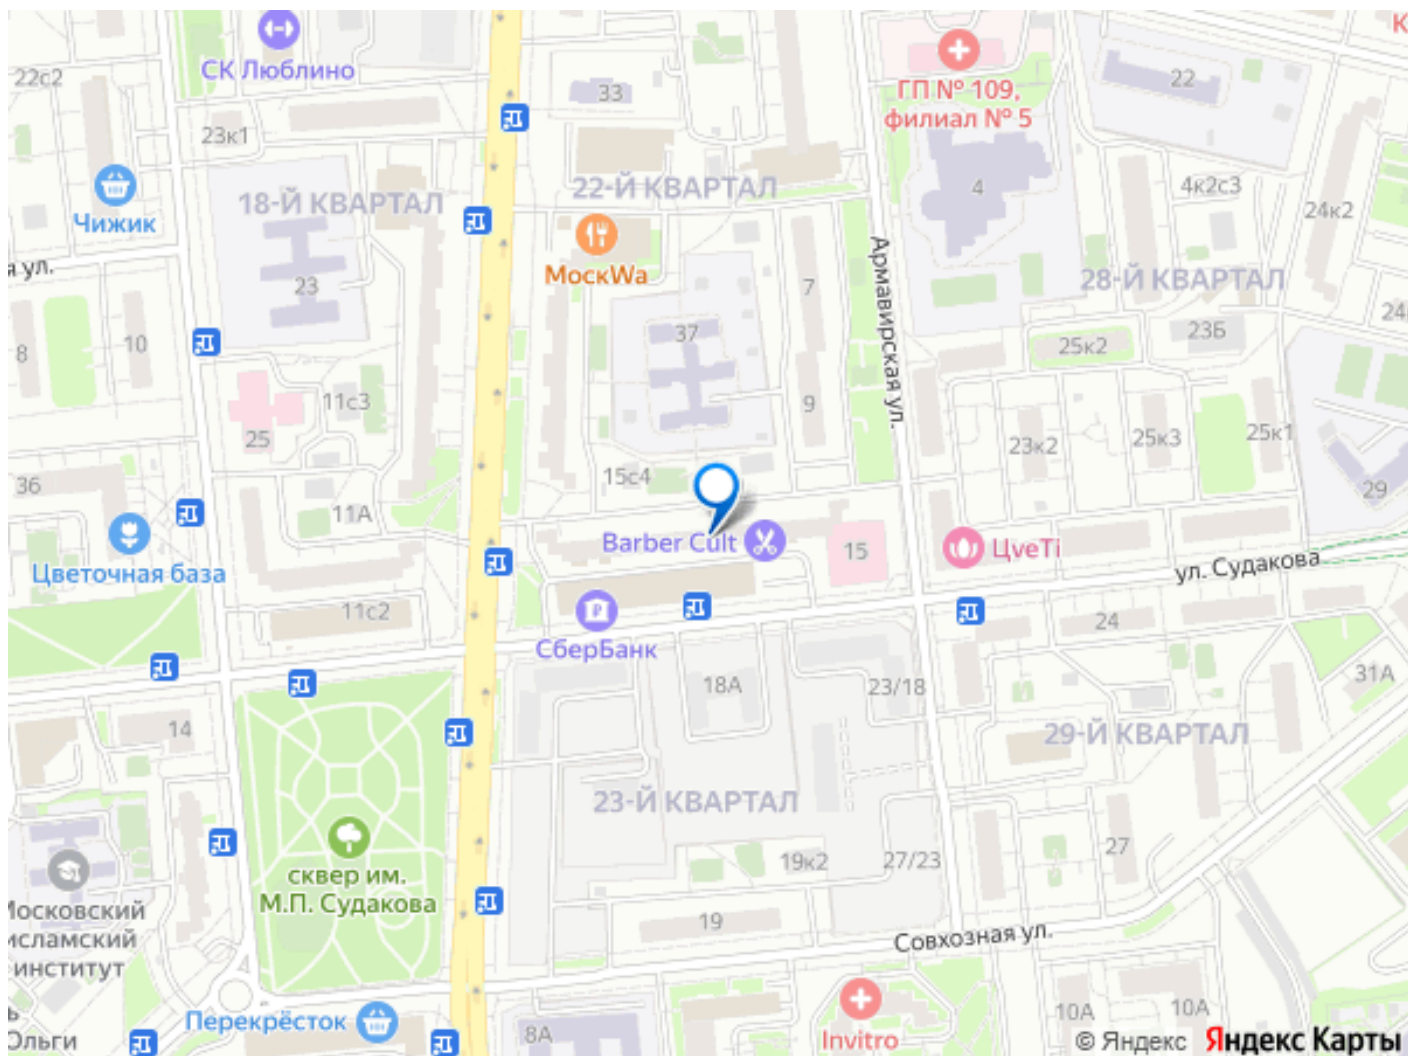 22с2
СК Люблино
33
ГП № 109,
филиал № 5
22
23к1
Чижик
18-Й КВАРТАЛ
22-Й КВАРТАЛ
4
4к2с3
24к2
МоскWa
я ул.
23
7
Армавирская ул.
28-Й КВАРТАЛ
24
8
10
37
25к2
23Б
11с3
9
25
23к2
25к3
25к1
36
15с4
29
11А
Barber Cult
15
ЦveTi
ул. Судакова
Цветочная база
11с2
СберБанк
24
18А
23/18
31А
14
29-Й КВАРТАЛ
23-Й КВАРТАЛ
сквер им.
М.П. Судакова
19к2
27/23
27
Московский
исламский
институт
19
Совхозная ул.
Перекрёсток
8А
Invitro
10А
10А
Ольги
© Яндекс Яндекс Карты